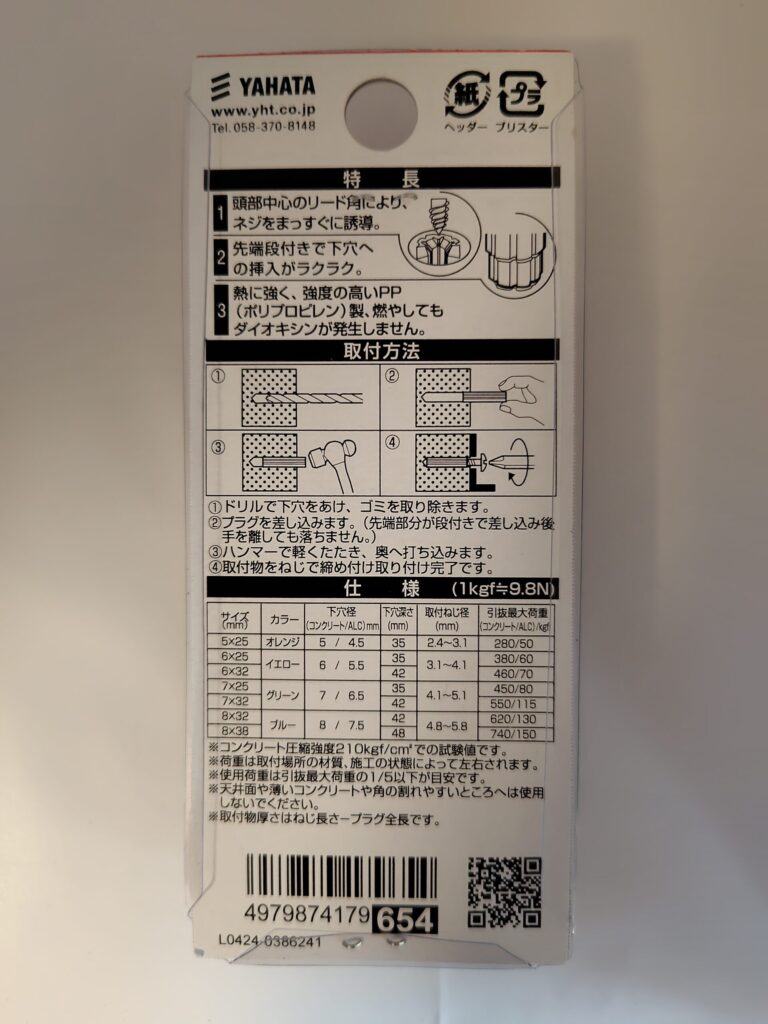 YAHATA
www.yht.co.jp
Tel. 058-370-8148
紙 プラ
ヘッダー ブリスター
特 長
1 頭部中心のリード角により、
ネジをまっすぐに誘導。
2 先端段付きで下穴へ
の挿入がラクラク。
3 熱に強く、強度の高いPP
(ポリプロピレン)製、燃やしても
ダイオキシンが発生しません。
取付方法
① ②
③ ④
①ドリルで下穴をあけ、ゴミを取り除きます。
②プラグを差し込みます。(先端部分が段付きで差し込み後
手を離しても落ちません。)
③ハンマーで軽くたたき、奥へ打ち込みます。
④取付物をねじで締め付け取り付け完了です。
仕 様 (1kgf≒9.8N)
サイズ(mm) カラー 下穴径(コンクリート/ALC)mm 下穴深さ(mm) 取付ねじ径(mm) 引抜最大荷重(コンクリート/ALC)/kgf
5×25 オレンジ 5 / 4.5 35 2.4〜3.1 280/50
6×25 イエロー 6 / 5.5 35 3.1〜4.1 380/60
6×32 42 460/70
7×25 グリーン 7 / 6.5 35 4.1〜5.1 450/80
7×32 42 550/115
8×32 ブルー 8 / 7.5 42 4.8〜5.8 620/130
8×38 48 740/150
※コンクリート圧縮強度210kgf/cm²での試験値です。
※荷重は取付場所の材質、施工の状態によって左右されます。
※使用荷重は引抜最大荷重の1/5以下が目安です。
※天井面や薄いコンクリートや角の割れやすいところへは使用
しないでください。
※取付物厚さはねじ長さープラグ全長です。
4979874179654
L0424 0386241